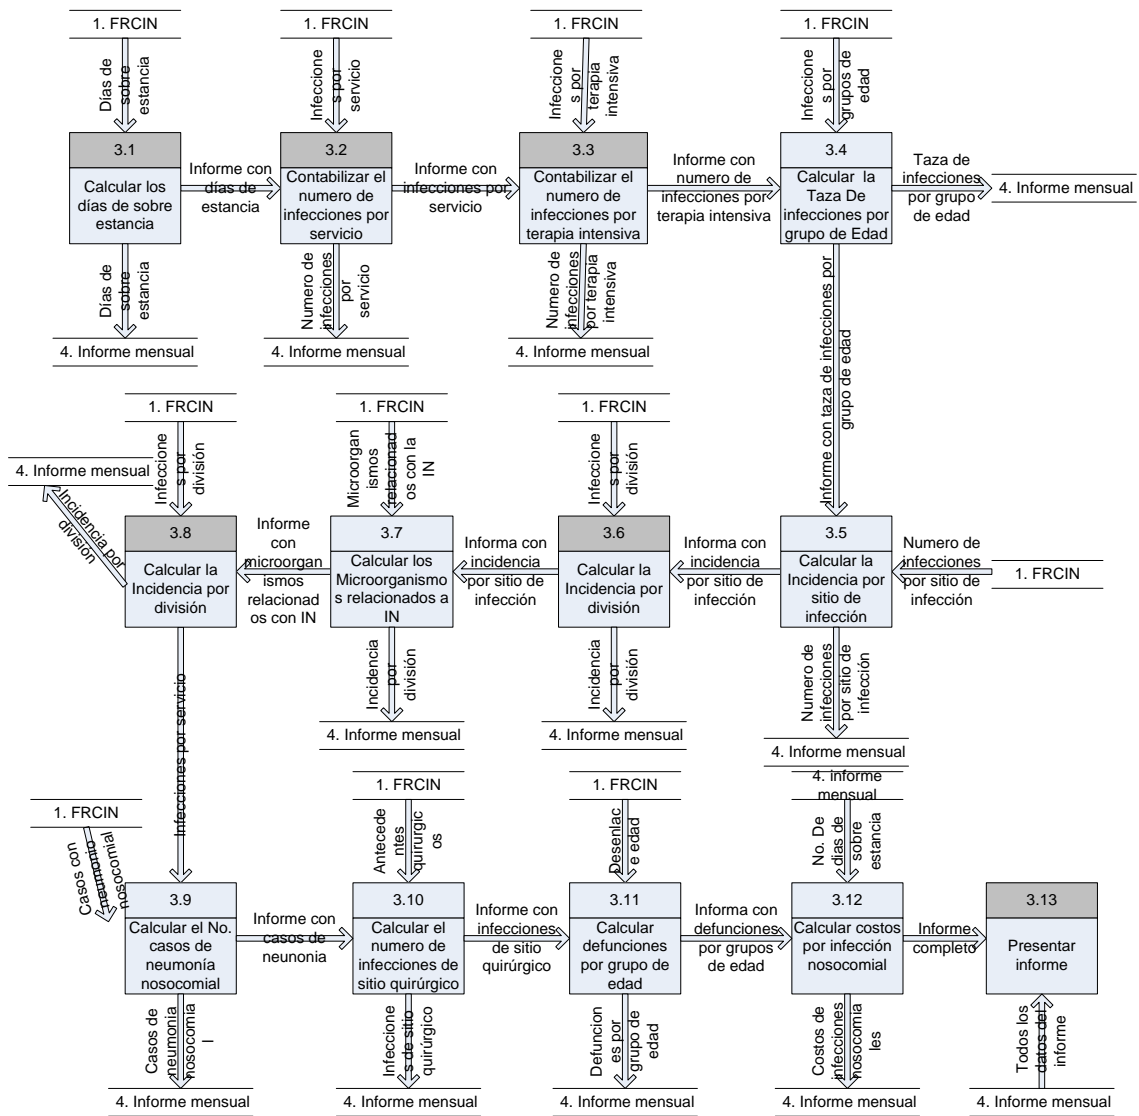 1. FRCIN
1. FRCIN
1. FRCIN
1. FRCIN
Días de
sobre
estancia
Infeccione
s por
servicio
Infeccione
s por
terapia
intensiva
Infeccione
s por
grupos de
edad
3.1
Calcular los
días de sobre
estancia
Informe con
días de
estancia
3.2
Contabilizar el
numero de
infecciones por
servicio
Informe con
infecciones por
servicio
3.3
Contabilizar el
numero de
infecciones por
terapia intensiva
Informe con
numero de
infecciones por
terapia intensiva
3.4
Calcular la
Taza De
infecciones por
grupo de Edad
Taza de
infecciones
por grupo
de edad
4. Informe mensual
Días de
sobre
estancia
Numero de
infecciones
por
servicio
Numero de
infecciones
por terapia
intensiva
Informe con taza de infecciones por
grupo de edad
4. Informe mensual
4. Informe mensual
4. Informe mensual
1. FRCIN
1. FRCIN
1. FRCIN
4. Informe mensual
Infeccione
s por
división
Microorgan
ismos
relacionad
os con la
IN
Infeccione
s por
división
Incidencia por
división
3.8
Calcular la
Incidencia por
división
Informe
con
microorgan
ismos
relacionad
os con IN
3.7
Calcular los
Microorganismo
s relacionados a
IN
Informa con
incidencia
por sitio de
infección
3.6
Calcular la
Incidencia por
división
Informa con
incidencia
por sitio de
infección
3.5
Calcular la
Incidencia por
sitio de
infección
Numero de
infecciones
por sitio de
infección
1. FRCIN
Infecciones por servicio
Incidencia
por
división
Incidencia
por
división
Numero de
infecciones
por sitio de
infección
4. Informe mensual
4. Informe mensual
4. Informe mensual
1. FRCIN
1. FRCIN
1. FRCIN
4. informe
mensual
Casos con
neumonio
nosocomial
Antecede
ntes
quirurgic
os
Desenlac
e edad
No. De
dias de
sobre
estancia
3.9
Calcular el No.
casos de
neumonía
nosocomial
Informe con
casos de
neunonia
3.10
Calcular el
numero de
infecciones de
sitio quirúrgico
Informe con
infecciones
de sitio
quirúrgico
3.11
Calcular
defunciones
por grupo de
edad
Informa con
defunciones
por grupos
de edad
3.12
Calcular costos
por infección
nosocomial
Informe
completo
3.13
Presentar
informe
Casos de
neumonia
nosocomia
l
Infeccione
s de sitio
quirúrgico
Defuncion
es por
grupo de
edad
Costos de
infecciones
nosocomia
les
Todos los
datos del
informe
4. Informe mensual
4. Informe mensual
4. Informe mensual
4. Informe mensual
4. Informe mensual